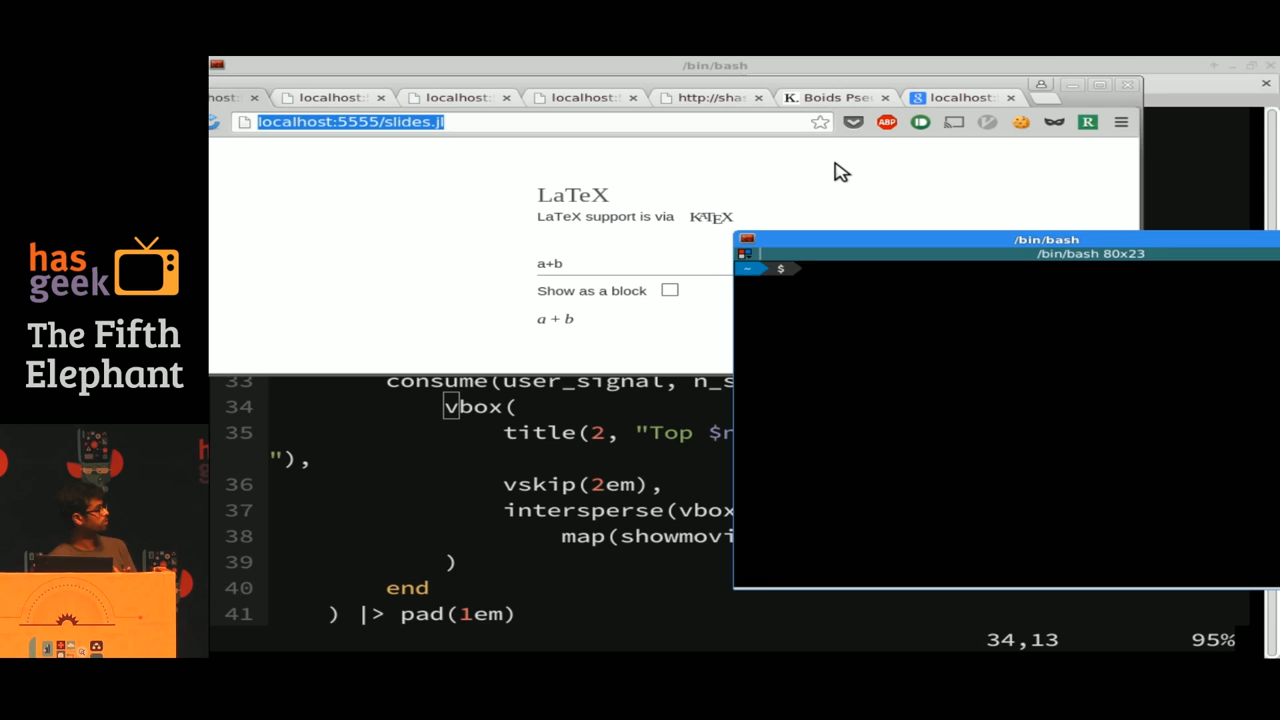 /bin/bash
host:
localhost:
localhost:
localhost:
http://sha:
K. Boids Pse
localhost:
localhost:5555/slides.jl
ABP
R
LaTeX
LaTeX support is via KATEX
a+b
Show as a block
a + b
/bin/bash
/bin/bash 80x23
~ $
has
geek
The Fifth
Elephant
33 consume(user_signal, n_s
34 vbox(
35 title(2, "Top $n
"),
36 vskip(2em),
37 intersperse(vbox
38 map(showmovi
39 )
40 end
41 ) |> pad(1em)
34,13 95%